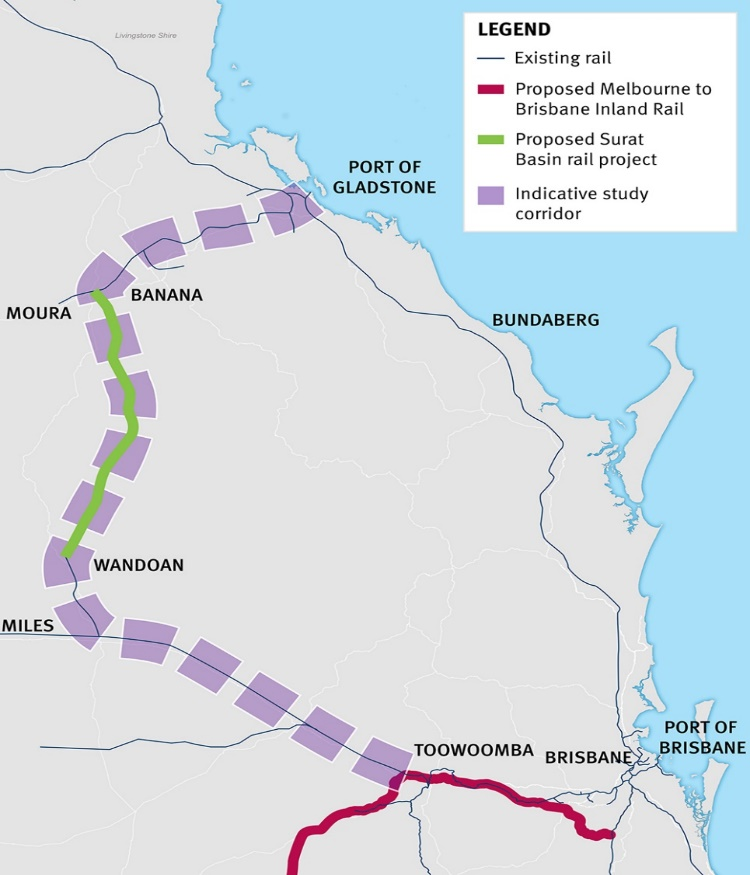 Livingstone Shire
LEGEND
Existing rail
Proposed Melbourne to
Brisbane Inland Rail
Proposed Surat
Basin rail project
Indicative study
corridor
PORT OF
GLADSTONE
BANANA
MOURA
BUNDABERG
WANDOAN
MILES
TOOWOOMBA
BRISBANE
PORT OF
BRISBANE